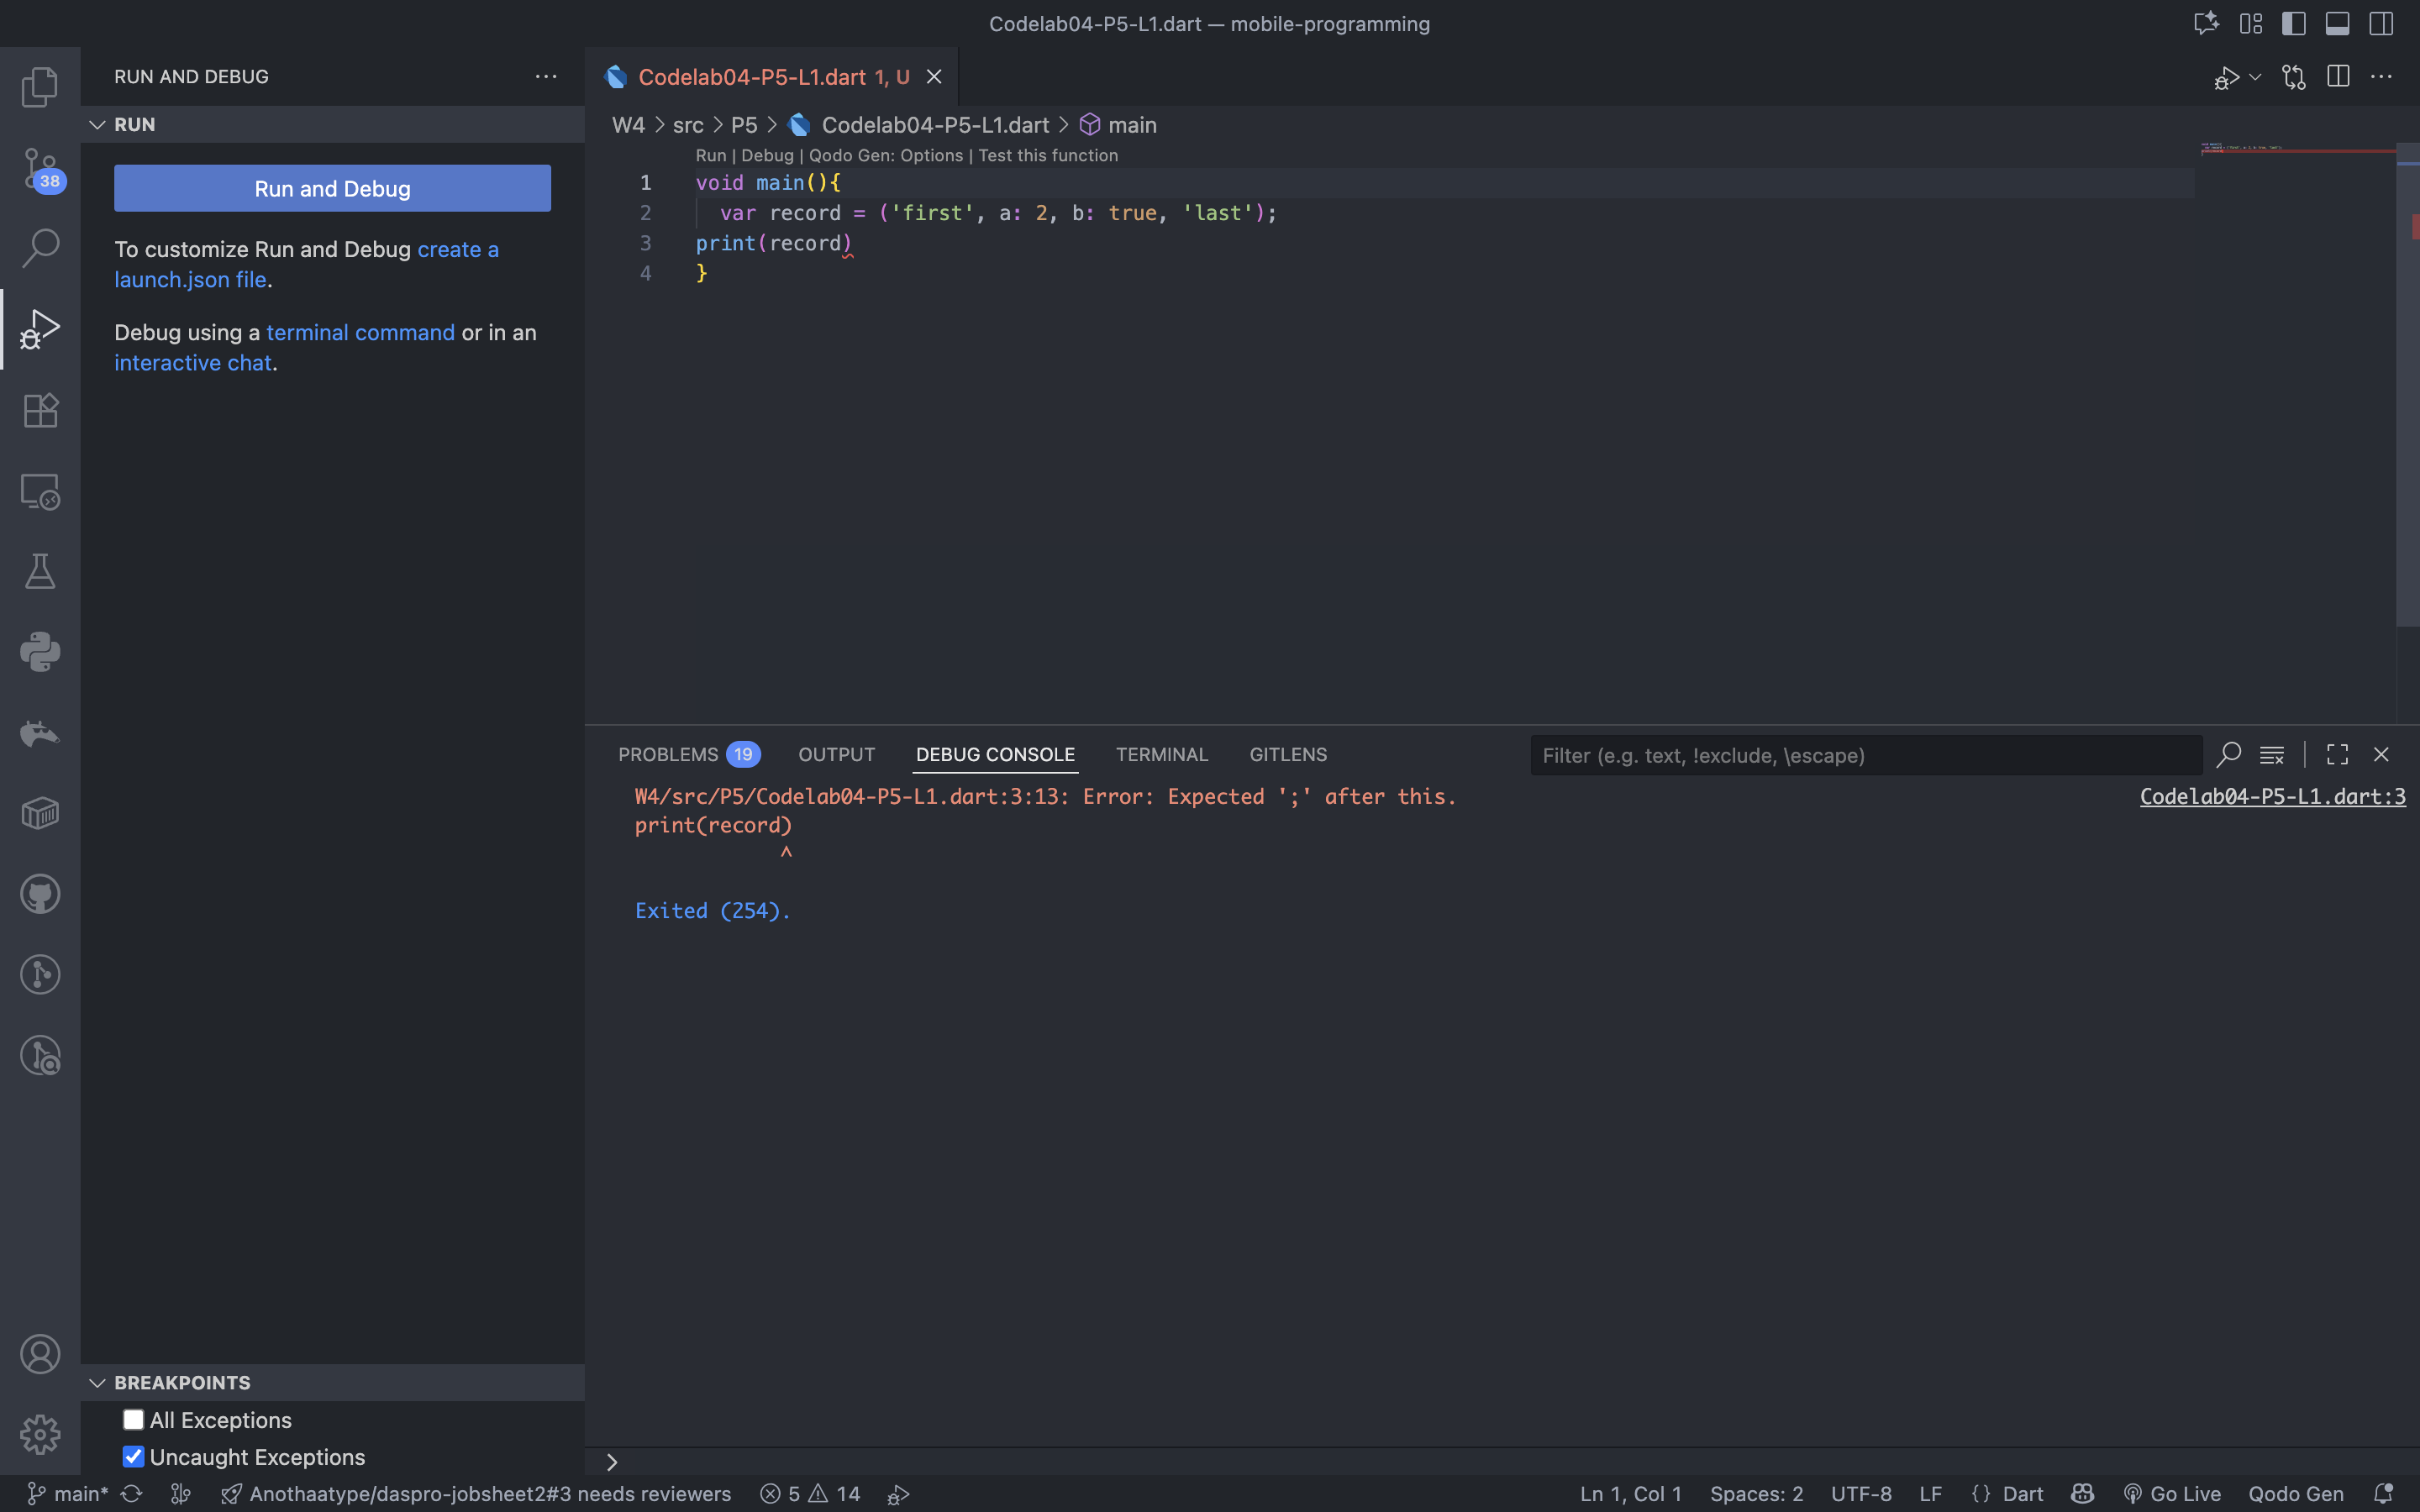 Codelab04-P5-L1.dart — mobile-programming
RUN AND DEBUG
RUN
Run and Debug
To customize Run and Debug create a
launch.json file.
Debug using a terminal command or in an
interactive chat.
38
Codelab04-P5-L1.dart 1, U
W4 > src > P5 > Codelab04-P5-L1.dart > main
Run | Debug | Qodo Gen: Options | Test this function
1 void main(){
2 var record = ('first', a: 2, b: true, 'last');
3 print(record)
4 }
PROBLEMS 19 OUTPUT DEBUG CONSOLE TERMINAL GITLENS
Filter (e.g. text, !exclude, \escape)
W4/src/P5/Codelab04-P5-L1.dart:3:13: Error: Expected ';' after this.
Codelab04-P5-L1.dart:3
print(record)
^
Exited (254).
BREAKPOINTS
All Exceptions
Uncaught Exceptions
>
main* Anothaatype/daspro-jobsheet2#3 needs reviewers 5 14
Ln 1, Col 1 Spaces: 2 UTF-8 LF {} Dart Go Live Qodo Gen